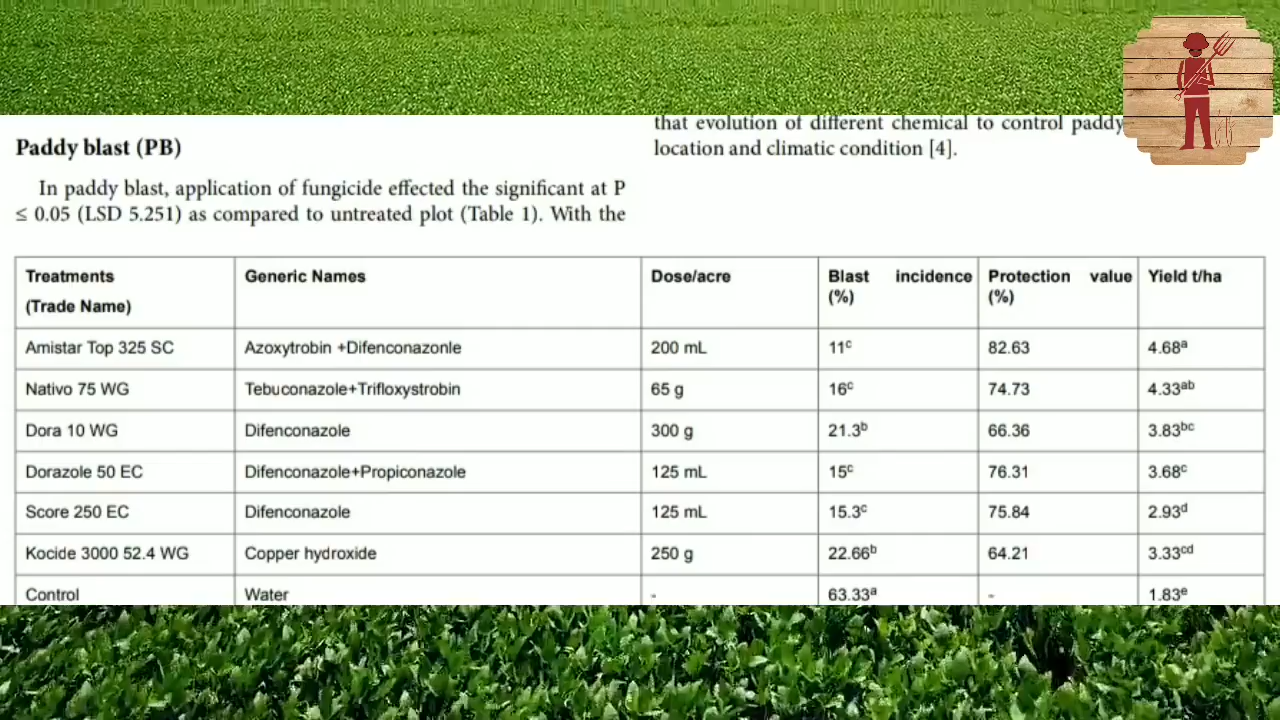 that evolution of different chemical to control paddy
location and climatic condition [4].
Paddy blast (PB)
In paddy blast, application of fungicide effected the significant at P
≤ 0.05 (LSD 5.251) as compared to untreated plot (Table 1). With the
Treatments (Trade Name) Generic Names Dose/acre Blast incidence (%) Protection value (%) Yield t/ha
Amistar Top 325 SC Azoxytrobin +Difenconazonle 200 mL 11ᶜ 82.63 4.68ᵃ
Nativo 75 WG Tebuconazole+Trifloxystrobin 65 g 16ᶜ 74.73 4.33ᵃᵇ
Dora 10 WG Difenconazole 300 g 21.3ᵇ 66.36 3.83ᵇᶜ
Dorazole 50 EC Difenconazole+Propiconazole 125 mL 15ᶜ 76.31 3.68ᶜ
Score 250 EC Difenconazole 125 mL 15.3ᶜ 75.84 2.93ᵈ
Kocide 3000 52.4 WG Copper hydroxide 250 g 22.66ᵇ 64.21 3.33ᶜᵈ
Control Water - 63.33ᵃ - 1.83ᵉ